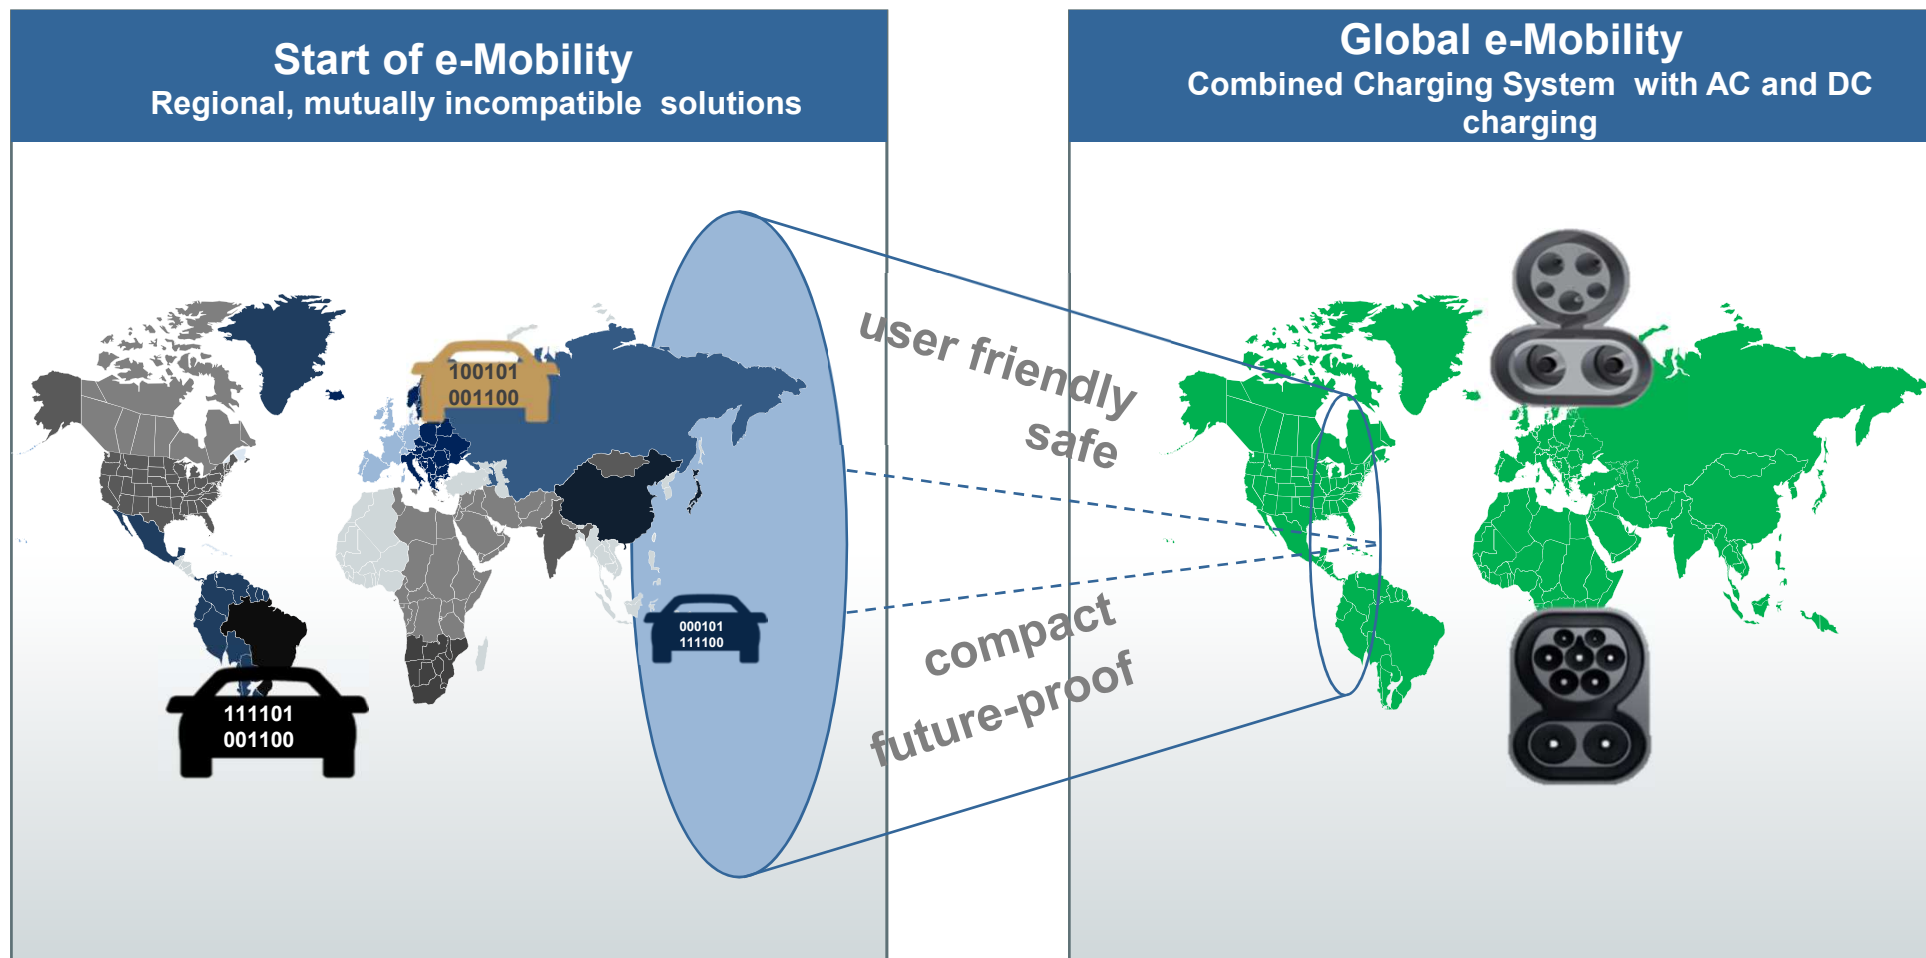 Start of e-Mobility
Regional, mutually incompatible solutions
100101
001100
000101
111100
111101
001100
user friendly
safe
compact
future-proof
Global e-Mobility
Combined Charging System with AC and DC
charging